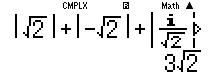 CMPLX R Math ▲
|√2|+|-√2|+|i/√2
3√2